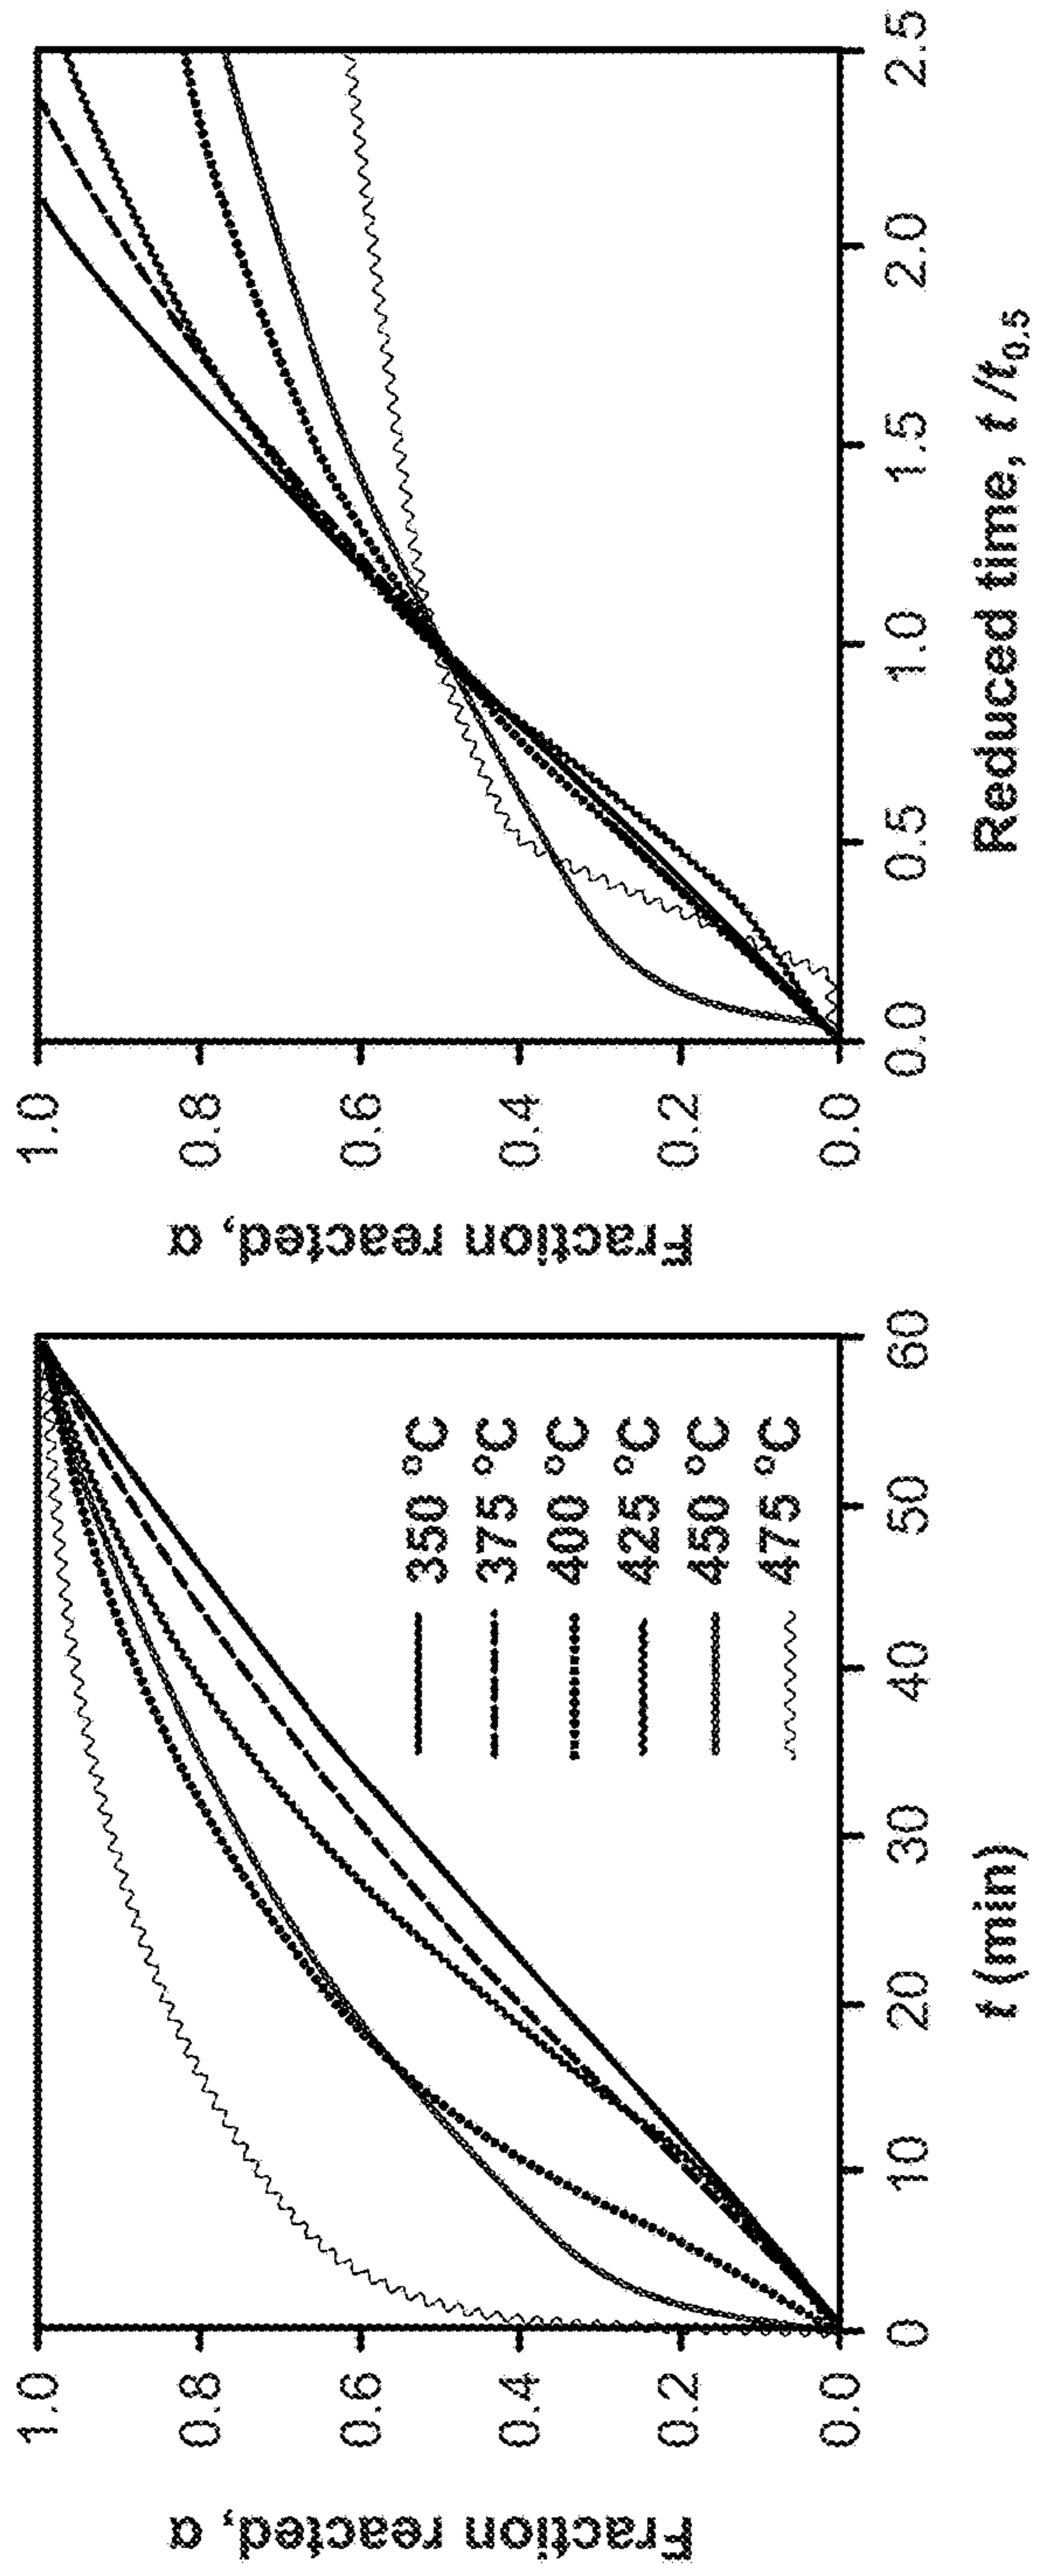 Fraction reacted, α
1.0
0.8
0.6
0.4
0.2
0.0
0
10
20
30
40
50
60
t (min)
350 °C
375 °C
400 °C
425 °C
450 °C
475 °C
Fraction reacted, α
1.0
0.8
0.6
0.4
0.2
0.0
0.0
0.5
1.0
1.5
2.0
2.5
Reduced time, t /t0.5